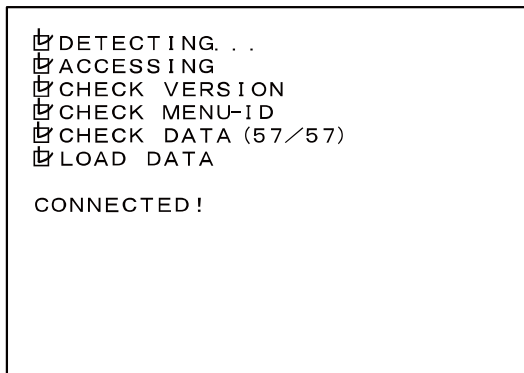 ☑DETECTING...
☑ACCESSING
☑CHECK VERSION
☑CHECK MENU-ID
☑CHECK DATA(57/57)
☑LOAD DATA
CONNECTED!